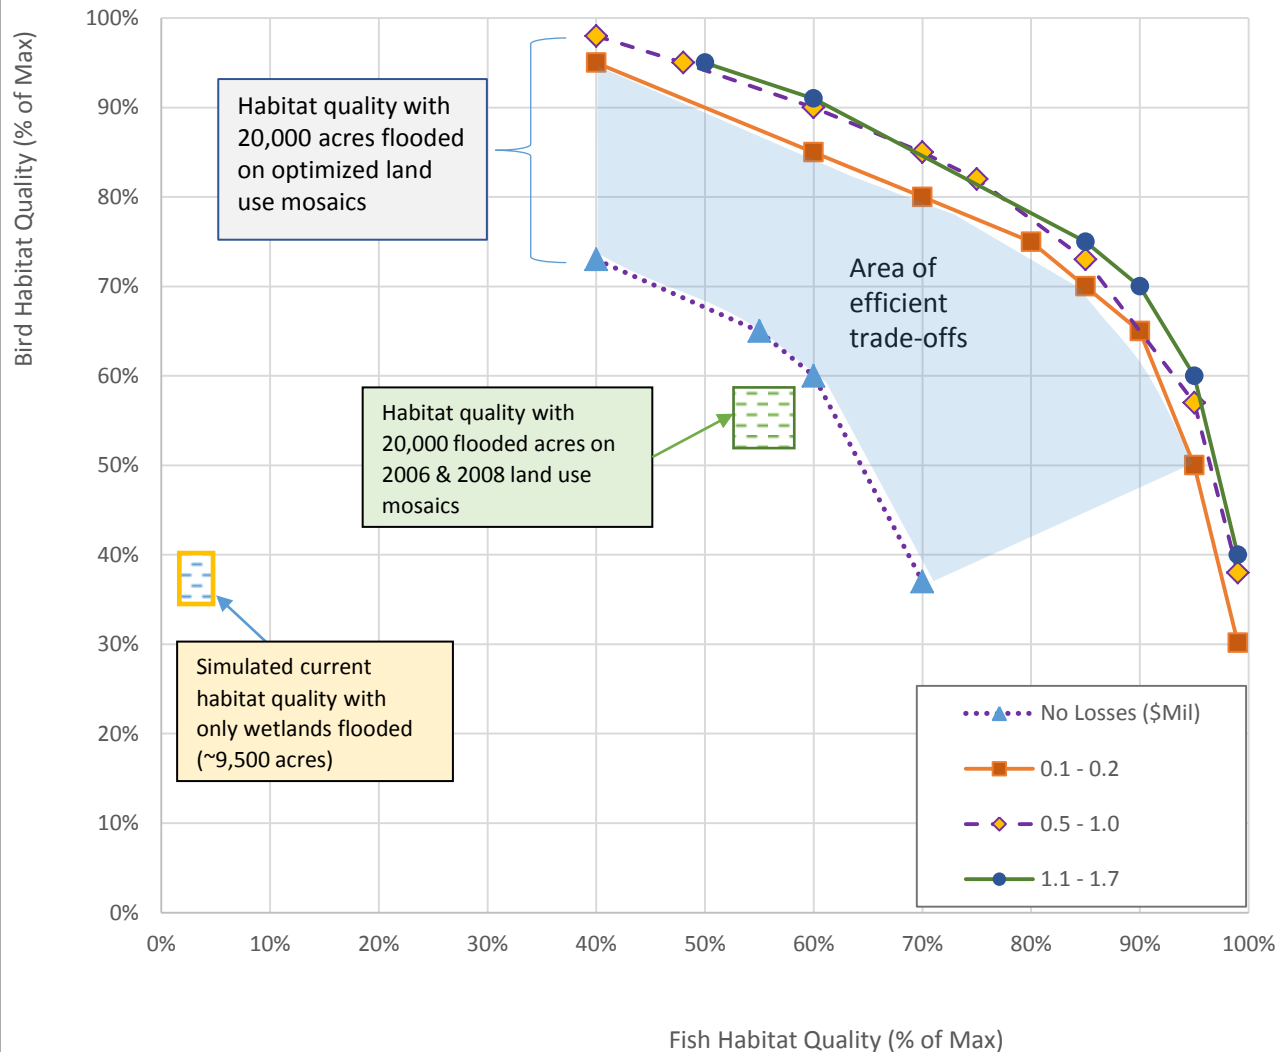 Bird Habitat Quality (% of Max)
100%
90%
80%
70%
60%
50%
40%
30%
20%
10%
0%
Habitat quality with
20,000 acres flooded
on optimized land
use mosaics
Area of
efficient
trade-offs
Habitat quality with
20,000 flooded acres on
2006 & 2008 land use
mosaics
Simulated current
habitat quality with
only wetlands flooded
(~9,500 acres)
No Losses ($Mil)
0.1 - 0.2
0.5 - 1.0
1.1 - 1.7
0% 10% 20% 30% 40% 50% 60% 70% 80% 90% 100%
Fish Habitat Quality (% of Max)